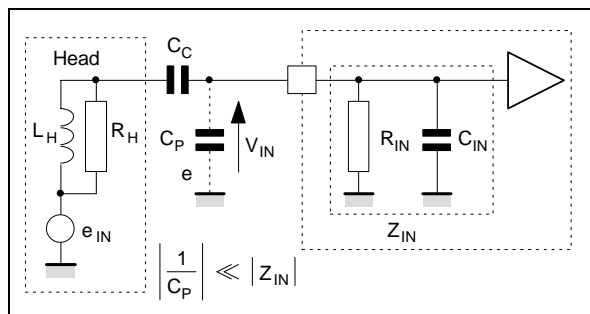 Head
C_C
L_H
R_H
C_P
e
V_IN
R_IN
C_IN
e_IN
Z_IN
|1/C_P| ≪ |Z_IN|